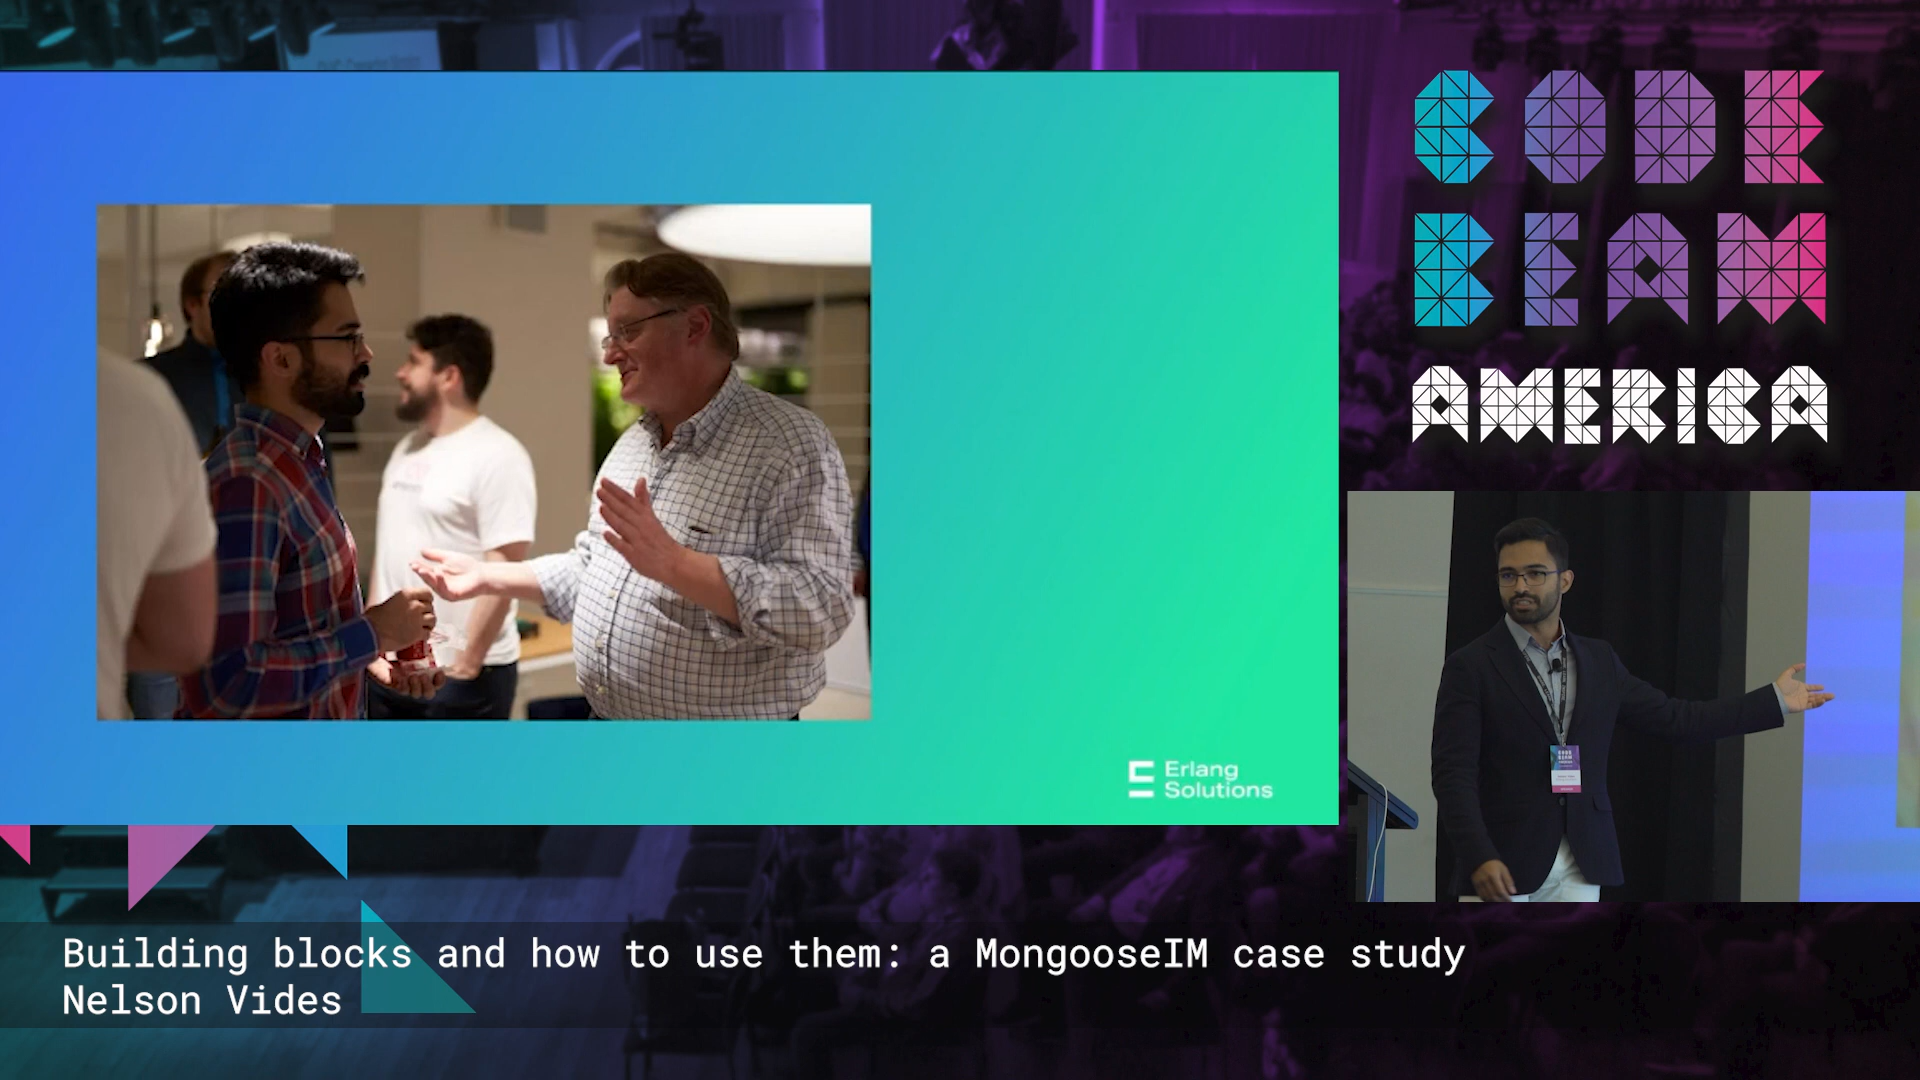 CODE
BEAM
AMERICA
Erlang
Solutions
Building blocks and how to use them: a MongooseIM case study
Nelson Vides